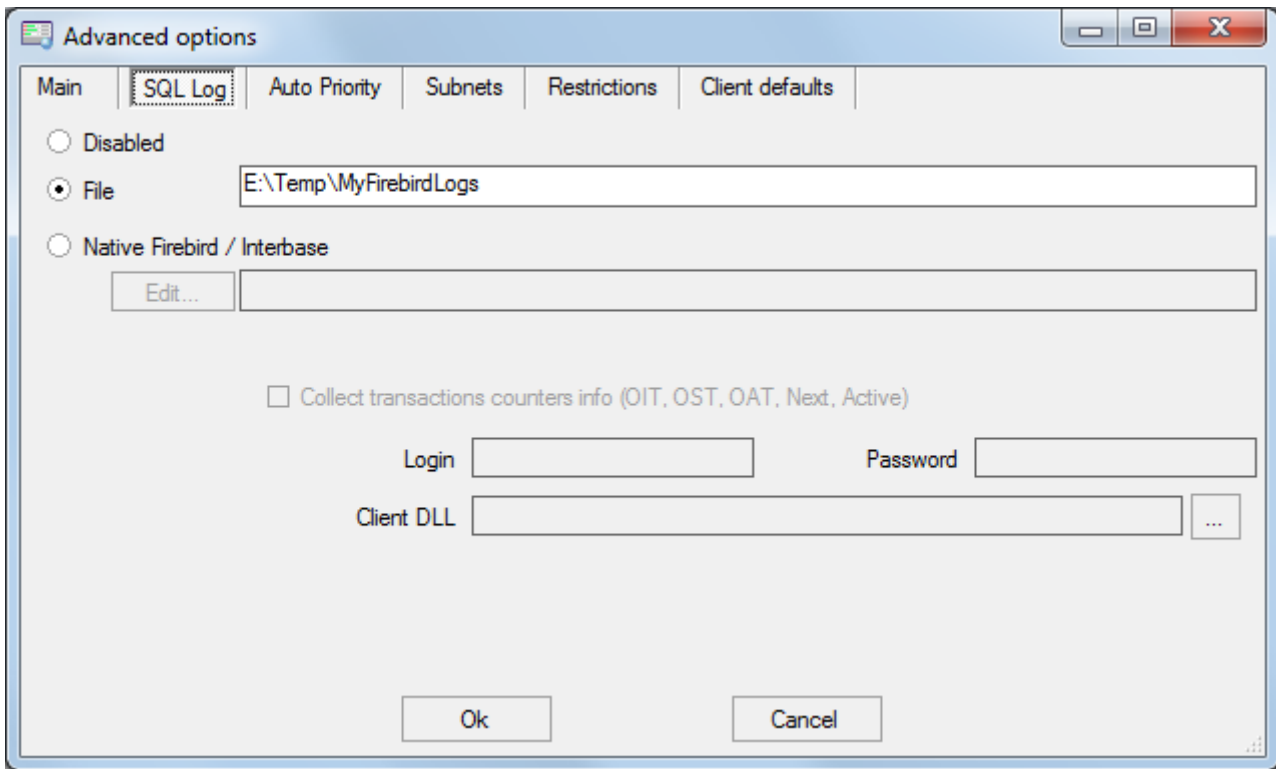 Advanced options
Main SQL Log Auto Priority Subnets Restrictions Client defaults
Disabled
File E:\Temp\MyFirebirdLogs
Native Firebird / Interbase
Edit...
Collect transactions counters info (OIT, OST, OAT, Next, Active)
Login Password
Client DLL ...
Ok Cancel